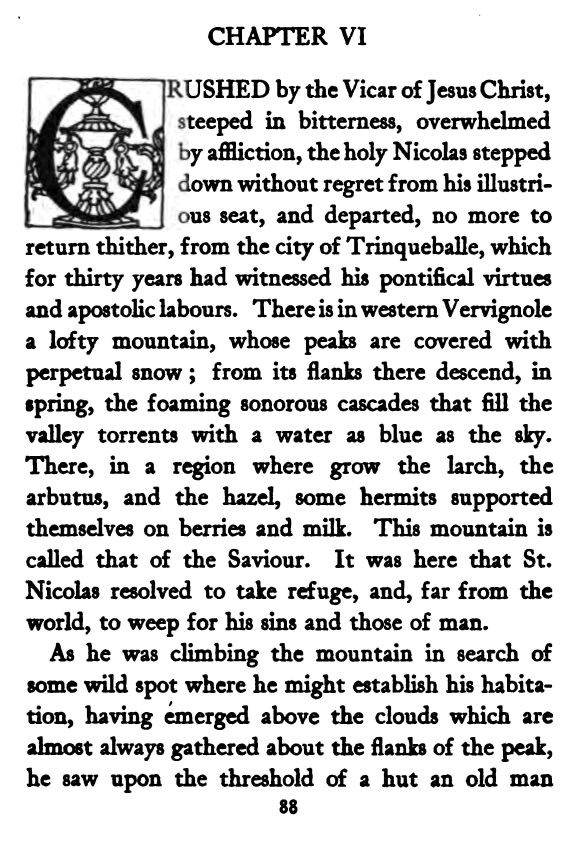 CHAPTER VI
CRUSHED by the Vicar of Jesus Christ,
steeped in bitterness, overwhelmed
by affliction, the holy Nicolas stepped
down without regret from his illustri-
ous seat, and departed, no more to
return thither, from the city of Trinqueballe, which
for thirty years had witnessed his pontifical virtues
and apostolic labours. There is in western Vervignole
a lofty mountain, whose peaks are covered with
perpetual snow ; from its flanks there descend, in
spring, the foaming sonorous cascades that fill the
valley torrents with a water as blue as the sky.
There, in a region where grow the larch, the
arbutus, and the hazel, some hermits supported
themselves on berries and milk. This mountain is
called that of the Saviour. It was here that St.
Nicolas resolved to take refuge, and, far from the
world, to weep for his sins and those of man.
As he was climbing the mountain in search of
some wild spot where he might establish his habita-
tion, having emerged above the clouds which are
almost always gathered about the flanks of the peak,
he saw upon the threshold of a hut an old man
88